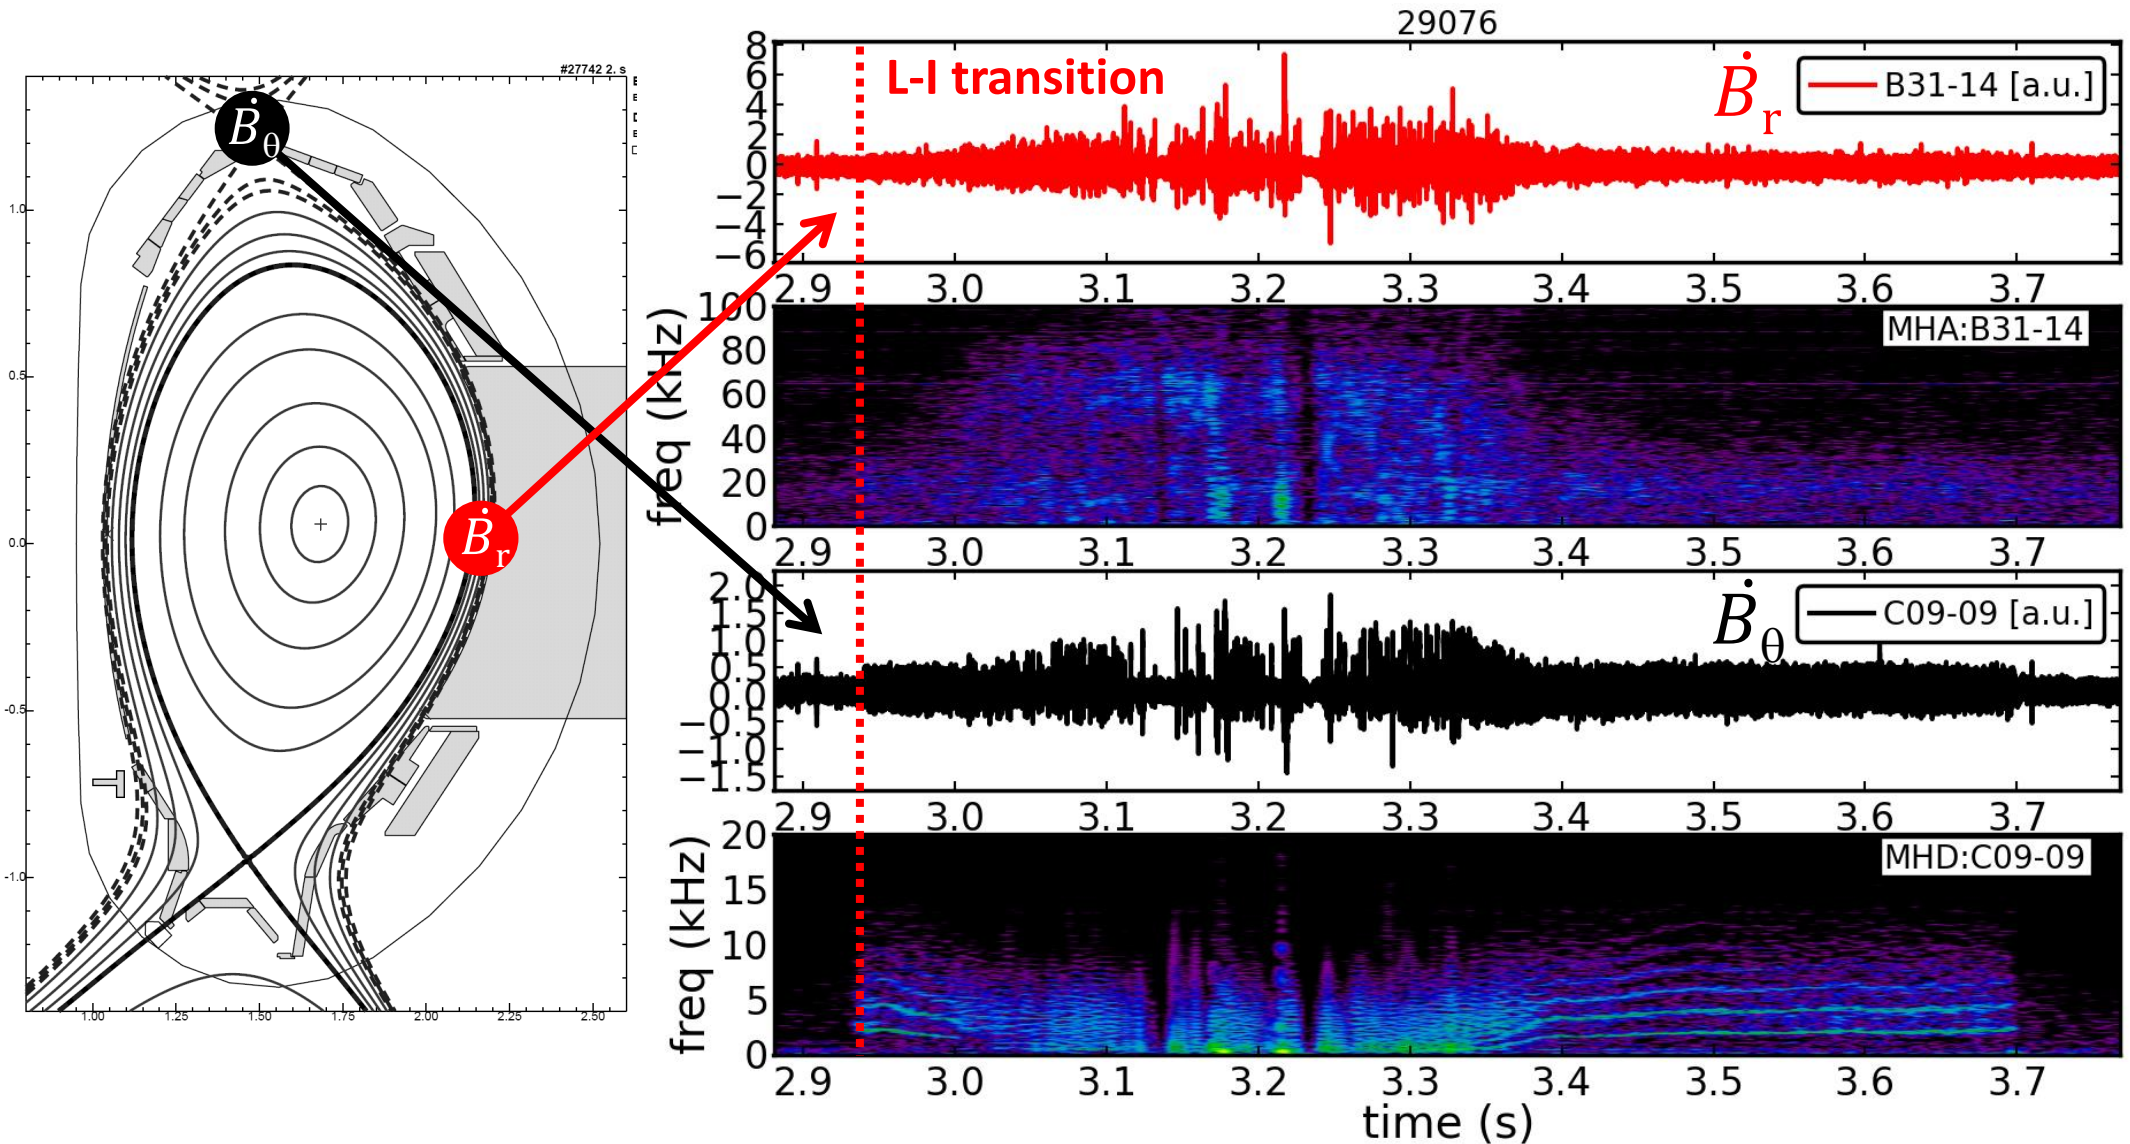 #27742 2. s
Ḃθ
Ḃr
1.0
0.5
0.0
-0.5
-1.0
1.00 1.25 1.50 1.75 2.00 2.25 2.50
29076
L-I transition
Ḃr
B31-14 [a.u.]
8
6
4
2
0
−2
−4
−6
2.9 3.0 3.1 3.2 3.3 3.4 3.5 3.6 3.7
freq (kHz)
100
80
60
40
20
0
MHA:B31-14
2.9 3.0 3.1 3.2 3.3 3.4 3.5 3.6 3.7
Ḃθ
C09-09 [a.u.]
2.0
1.5
1.0
0.5
0.0
−0.5
−1.0
−1.5
2.9 3.0 3.1 3.2 3.3 3.4 3.5 3.6 3.7
freq (kHz)
20
15
10
5
0
MHD:C09-09
2.9 3.0 3.1 3.2 3.3 3.4 3.5 3.6 3.7
time (s)